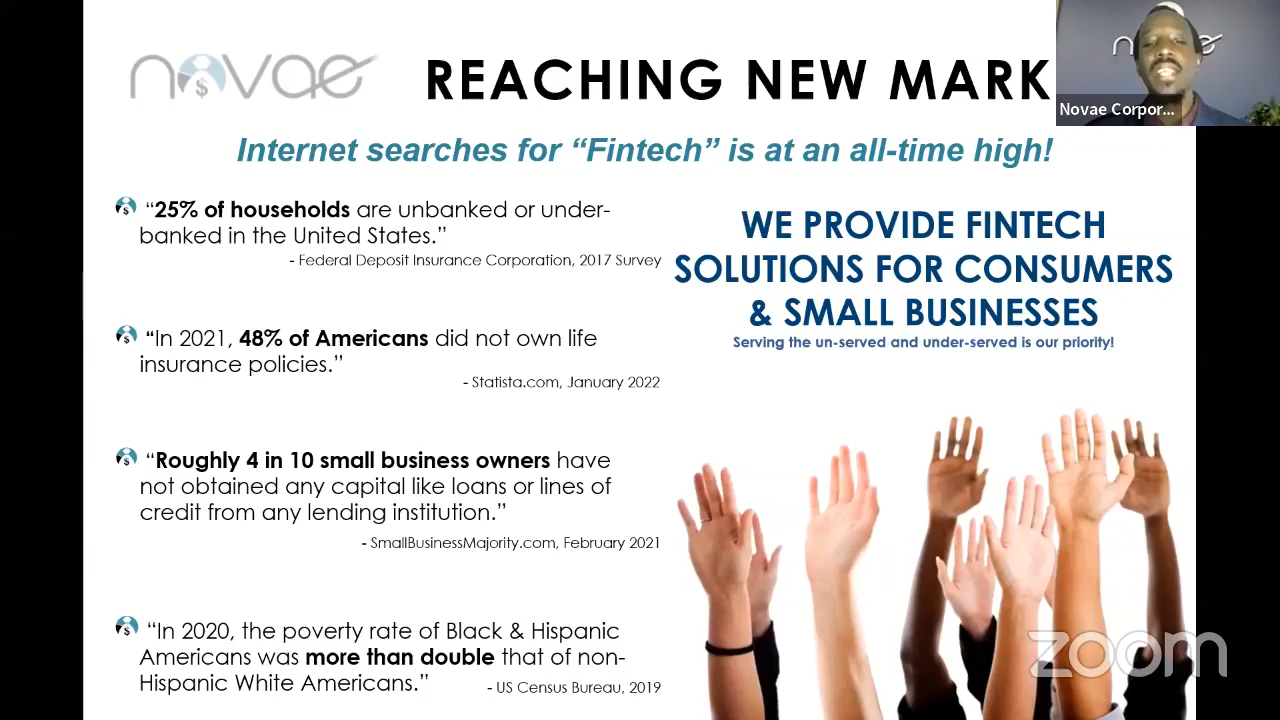 novae
REACHING NEW MARK
novae
Novae Corpor...
Internet searches for “Fintech” is at an all-time high!
“25% of households are unbanked or under-
banked in the United States.”
- Federal Deposit Insurance Corporation, 2017 Survey
“In 2021, 48% of Americans did not own life
insurance policies.”
- Statista.com, January 2022
“Roughly 4 in 10 small business owners have
not obtained any capital like loans or lines of
credit from any lending institution.”
- SmallBusinessMajority.com, February 2021
“In 2020, the poverty rate of Black & Hispanic
Americans was more than double that of non-
Hispanic White Americans.”
- US Census Bureau, 2019
WE PROVIDE FINTECH
SOLUTIONS FOR CONSUMERS
& SMALL BUSINESSES
Serving the un-served and under-served is our priority!
zoom